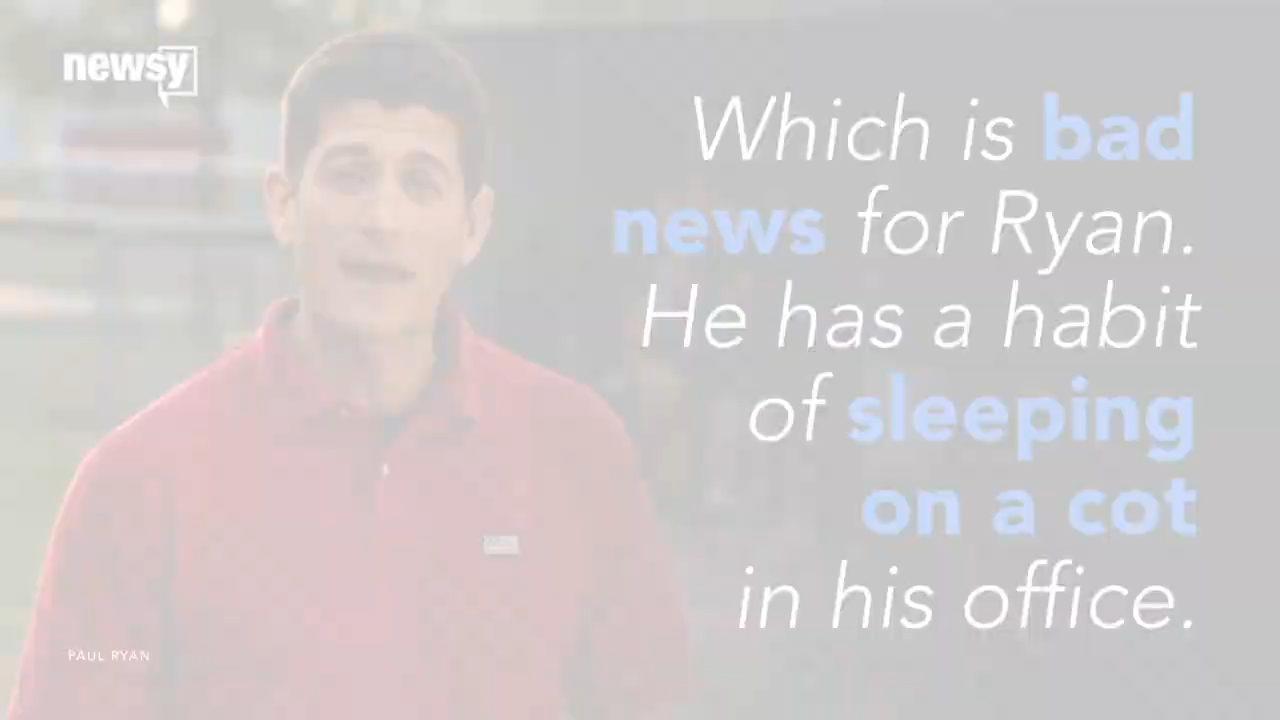 newsy
Which is bad
news for Ryan.
He has a habit
of sleeping
on a cot
in his office.
PAUL RYAN